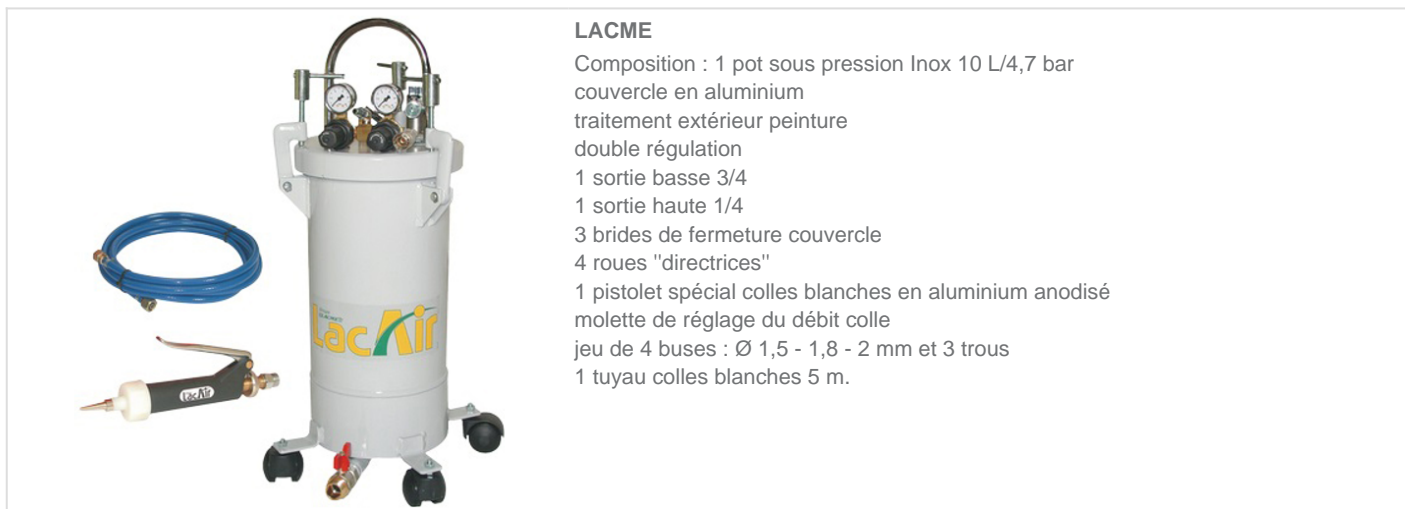 LACME
Composition : 1 pot sous pression Inox 10 L/4,7 bar
couvercle en aluminium
traitement extérieur peinture
double régulation
1 sortie basse 3/4
1 sortie haute 1/4
3 brides de fermeture couvercle
4 roues "directrices"
1 pistolet spécial colles blanches en aluminium anodisé
molette de réglage du débit colle
jeu de 4 buses : Ø 1,5 - 1,8 - 2 mm et 3 trous
1 tuyau colles blanches 5 m.
LacAir
LacAir